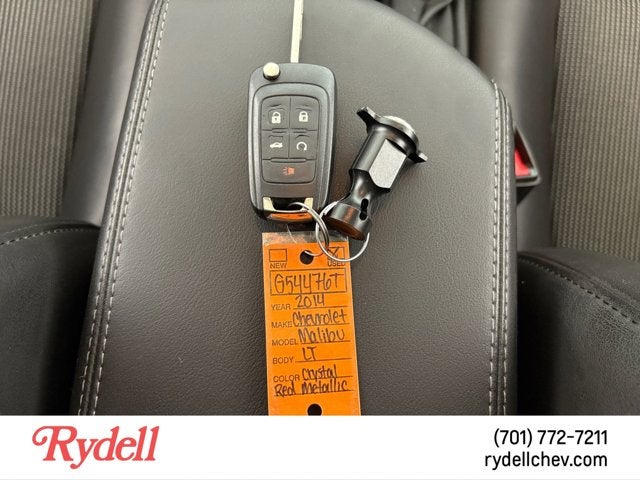 NEW USED
G54476T
YEAR 2014
MAKE Chevrolet
MODEL Malibu
BODY LT
COLOR Crystal
Red Metallic
Rydell
(701) 772-7211
rydellchev.com